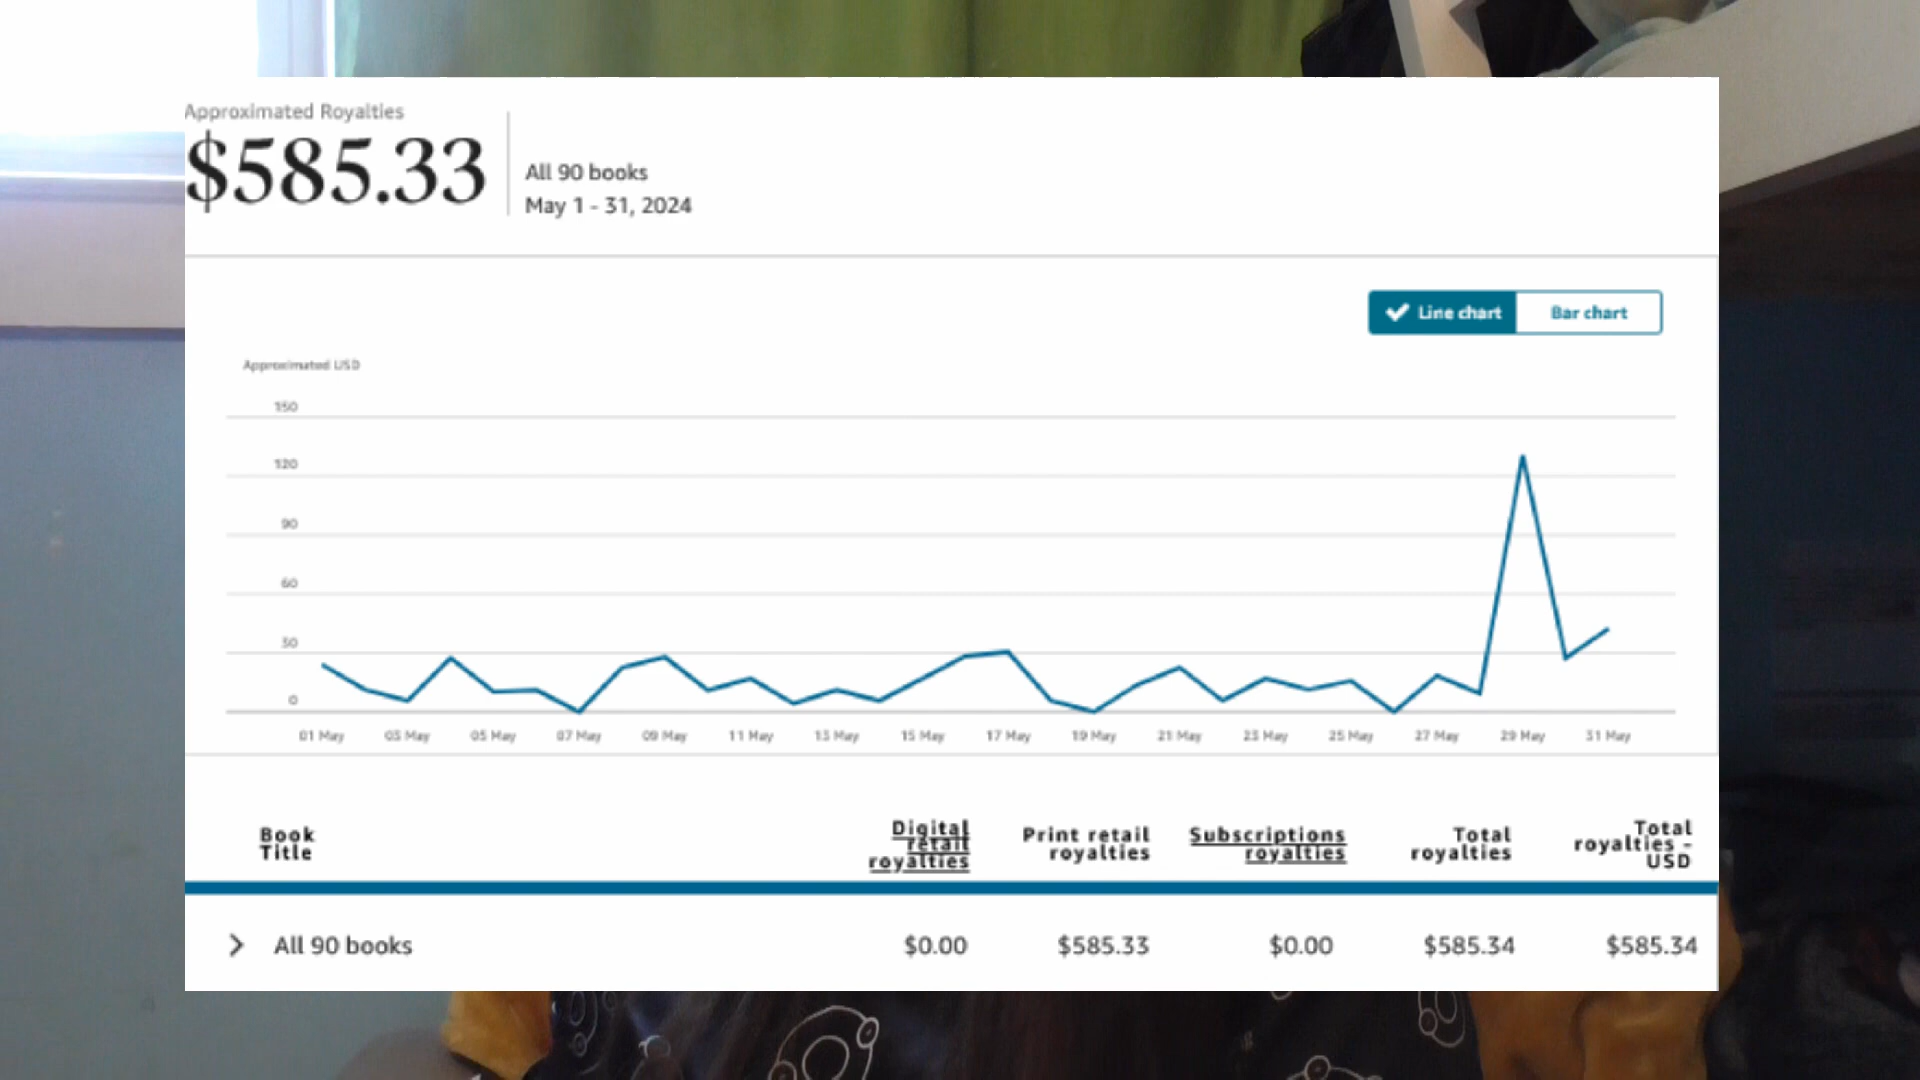 Approximated Royalties
$585.33
All 90 books
May 1 - 31, 2024
Line chart
Bar chart
Approximated USD
150
120
90
60
30
0
01 May 03 May 05 May 07 May 09 May 11 May 13 May 15 May 17 May 19 May 21 May 23 May 25 May 27 May 29 May 31 May
Book Title
Digital retail royalties
Print retail royalties
Subscriptions royalties
Total royalties
Total royalties - USD
All 90 books $0.00 $585.33 $0.00 $585.34 $585.34